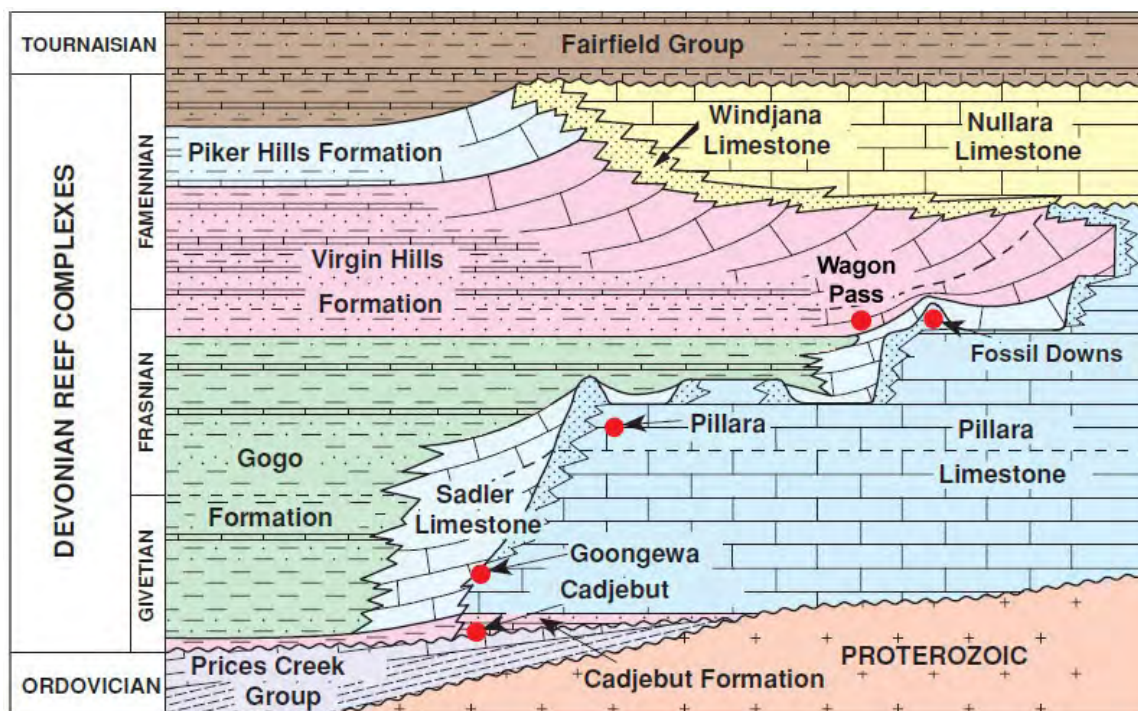 TOURNAISIAN
DEVONIAN REEF COMPLEXES
FAMENNIAN
FRASNIAN
GIVETIAN
ORDOVICIAN
Fairfield Group
Windjana
Limestone
Nullara
Limestone
Piker Hills Formation
Virgin Hills
Formation
Wagon
Pass
Fossil Downs
Pillara
Pillara
Limestone
Gogo
Formation
Sadler
Limestone
Goongewa
Cadjebut
Prices Creek
Group
Cadjebut Formation
PROTEROZOIC